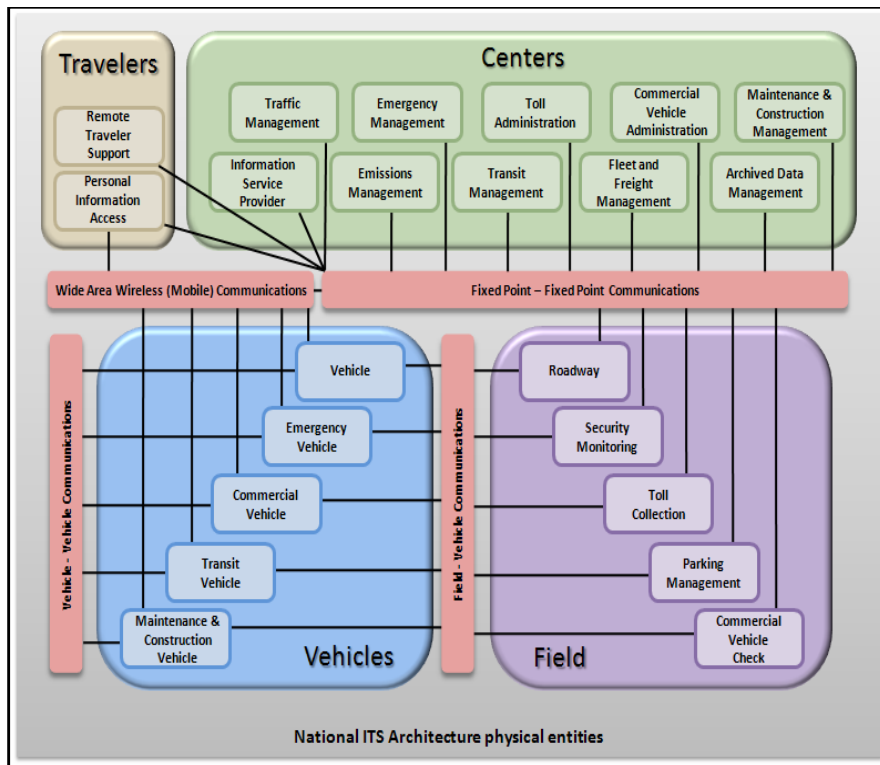 Travelers
Remote
Traveler
Support
Personal
Information
Access
Centers
Traffic
Management
Emergency
Management
Toll
Administration
Commercial
Vehicle
Administration
Maintenance &
Construction
Management
Information
Service
Provider
Emissions
Management
Transit
Management
Fleet and
Freight
Management
Archived Data
Management
Wide Area Wireless (Mobile) Communications
Fixed Point – Fixed Point Communications
Vehicle - Vehicle Communications
Vehicle
Emergency
Vehicle
Commercial
Vehicle
Transit
Vehicle
Maintenance &
Construction
Vehicle
Vehicles
Field - Vehicle Communications
Roadway
Security
Monitoring
Toll
Collection
Parking
Management
Commercial
Vehicle
Check
Field
National ITS Architecture physical entities